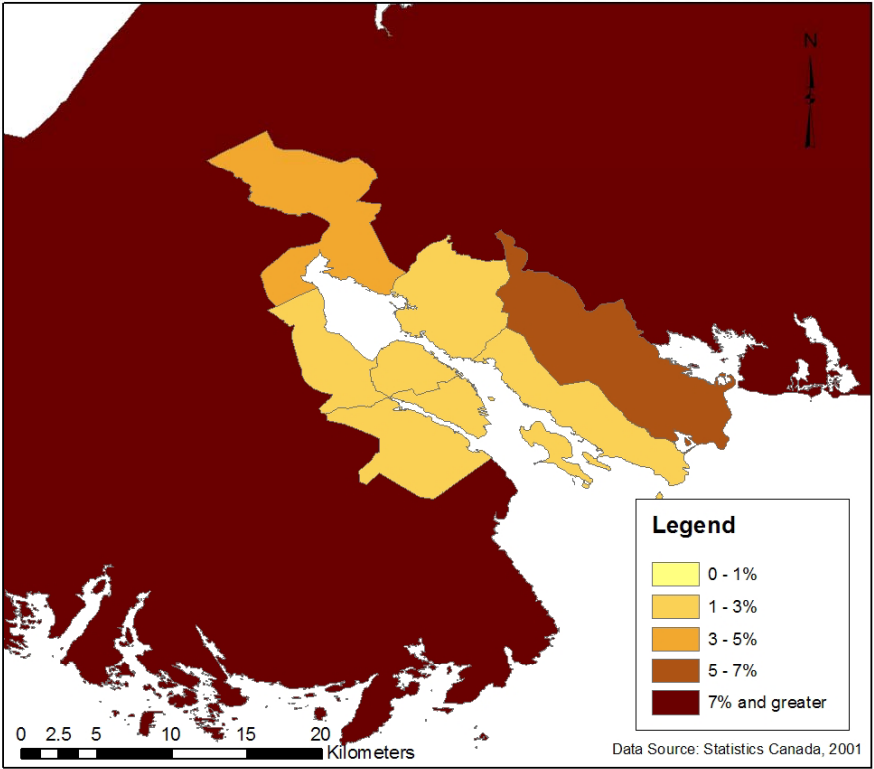 N
Legend
0 - 1%
1 - 3%
3 - 5%
5 - 7%
7% and greater
0 2.5 5 10 15 20
Kilometers
Data Source: Statistics Canada, 2001